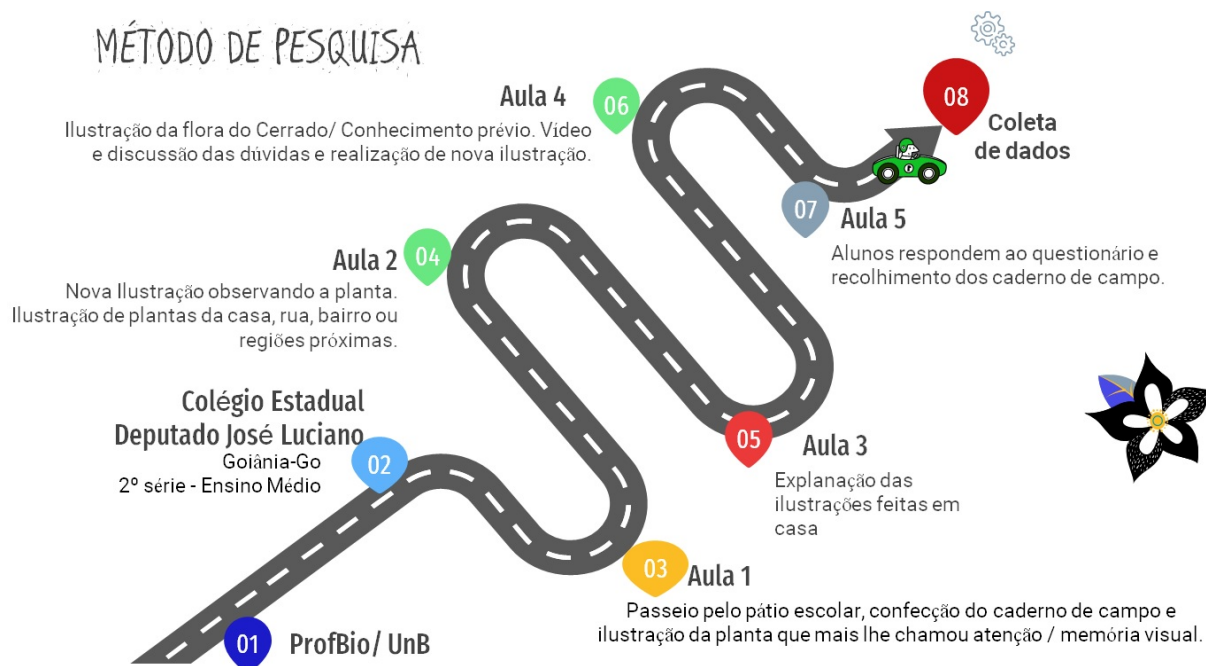 MÉTODO DE PESQUISA
01
ProfBio/ UnB
02
Colégio Estadual
Deputado José Luciano
Goiânia-Go
2º série - Ensino Médio
03
Aula 1
Passeio pelo pátio escolar, confecção do caderno de campo e
ilustração da planta que mais lhe chamou atenção / memória visual.
04
Aula 2
Nova Ilustração observando a planta.
Ilustração de plantas da casa, rua, bairro ou
regiões próximas.
05
Aula 3
Explanação das
ilustrações feitas em
casa
06
Aula 4
Ilustração da flora do Cerrado/ Conhecimento prévio. Vídeo
e discussão das dúvidas e realização de nova ilustração.
07
Aula 5
Alunos respondem ao questionário e
recolhimento dos caderno de campo.
08
Coleta
de dados